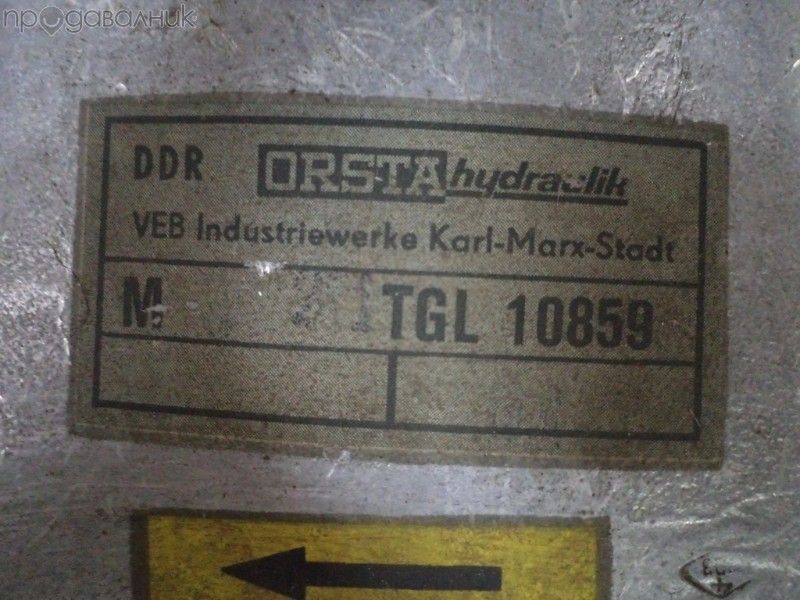 продавалник
DDR ORSTA hydraulik
VEB Industriewerke Karl-Marx-Stadt
M TGL 10859